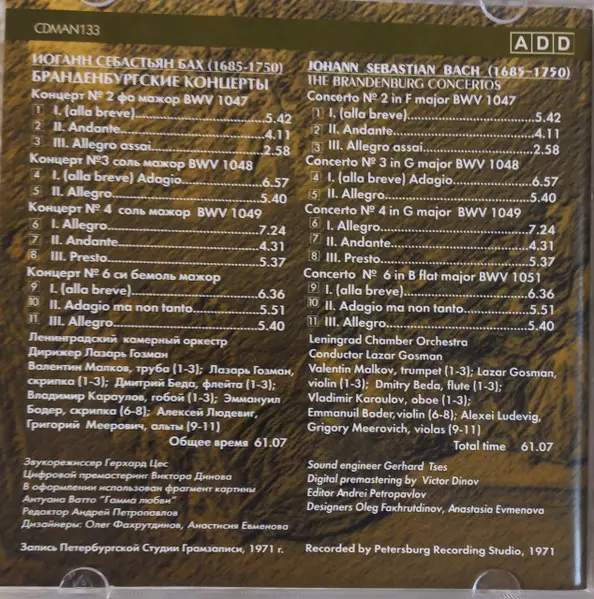 CDMAN133
ADD
ИОГАНН СЕБАСТЬЯН БАХ (1685-1750)
БРАНДЕНБУРГСКИЕ КОНЦЕРТЫ
Концерт № 2 фа мажор BWV 1047
1 I. (alla breve) 5.42
2 II. Andante 4.11
3 III. Allegro assai 2.58
Концерт №3 соль мажор BWV 1048
4 I. (alla breve) Adagio 6.57
5 II. Allegro 5.40
Концерт № 4 соль мажор BWV 1049
6 I. Allegro 7.24
7 II. Andante 4.31
8 III. Presto 5.37
Концерт № 6 си бемоль мажор
9 I. (alla breve) 6.36
10 II. Adagio ma non tanto 5.51
11 III. Allegro 5.40
Ленинградский камерный оркестр
Дирижер Лазарь Гозман
Валентин Малков, труба (1-3); Лазарь Гозман,
скрипка (1-3); Дмитрий Беда, флейта (1-3);
Владимир Караулов, гобой (1-3); Эммануил
Бодер, скрипка (6-8); Алексей Людевиг,
Григорий Меерович, альты (9-11)
Общее время 61.07
Звукорежиссер Герхард Цес
Цифровой премастеринг Виктора Динова
В оформлении использован фрагмент картины
Антуана Ватто "Гамма любви"
Редактор Андрей Петропавлов
Дизайнеры: Олег Фахрутдинов, Анастисия Евменова
Запись Петербургской Студии Грамзаписи, 1971 г.
JOHANN SEBASTIAN BACH (1685-1750)
THE BRANDENBURG CONCERTOS
Concerto № 2 in F major BWV 1047
1 I. (alla breve) 5.42
2 II. Andante 4.11
3 III. Allegro assai 2.58
Concerto № 3 in G major BWV 1048
4 I. (alla breve) Adagio 6.57
5 II. Allegro 5.40
Concerto № 4 in G major BWV 1049
6 I. Allegro 7.24
7 II. Andante 4.31
8 III. Presto 5.37
Concerto № 6 in B flat major BWV 1051
9 I. (alla breve) 6.36
10 II. Adagio ma non tanto 5.51
11 III. Allegro 5.40
Leningrad Chamber Orchestra
Conductor Lazar Gosman
Valentin Malkov, trumpet (1-3); Lazar Gosman,
violin (1-3); Dmitry Beda, flute (1-3);
Vladimir Karaulov, oboe (1-3);
Emmanuil Boder, violin (6-8); Alexei Ludevig,
Grigory Meerovich, violas (9-11)
Total time 61.07
Sound engineer Gerhard Tses
Digital premastering by Victor Dinov
Editor Andrei Petropavlov
Designers Oleg Faxhrutdinov, Anastasia Evmenova
Recorded by Petersburg Recording Studio, 1971